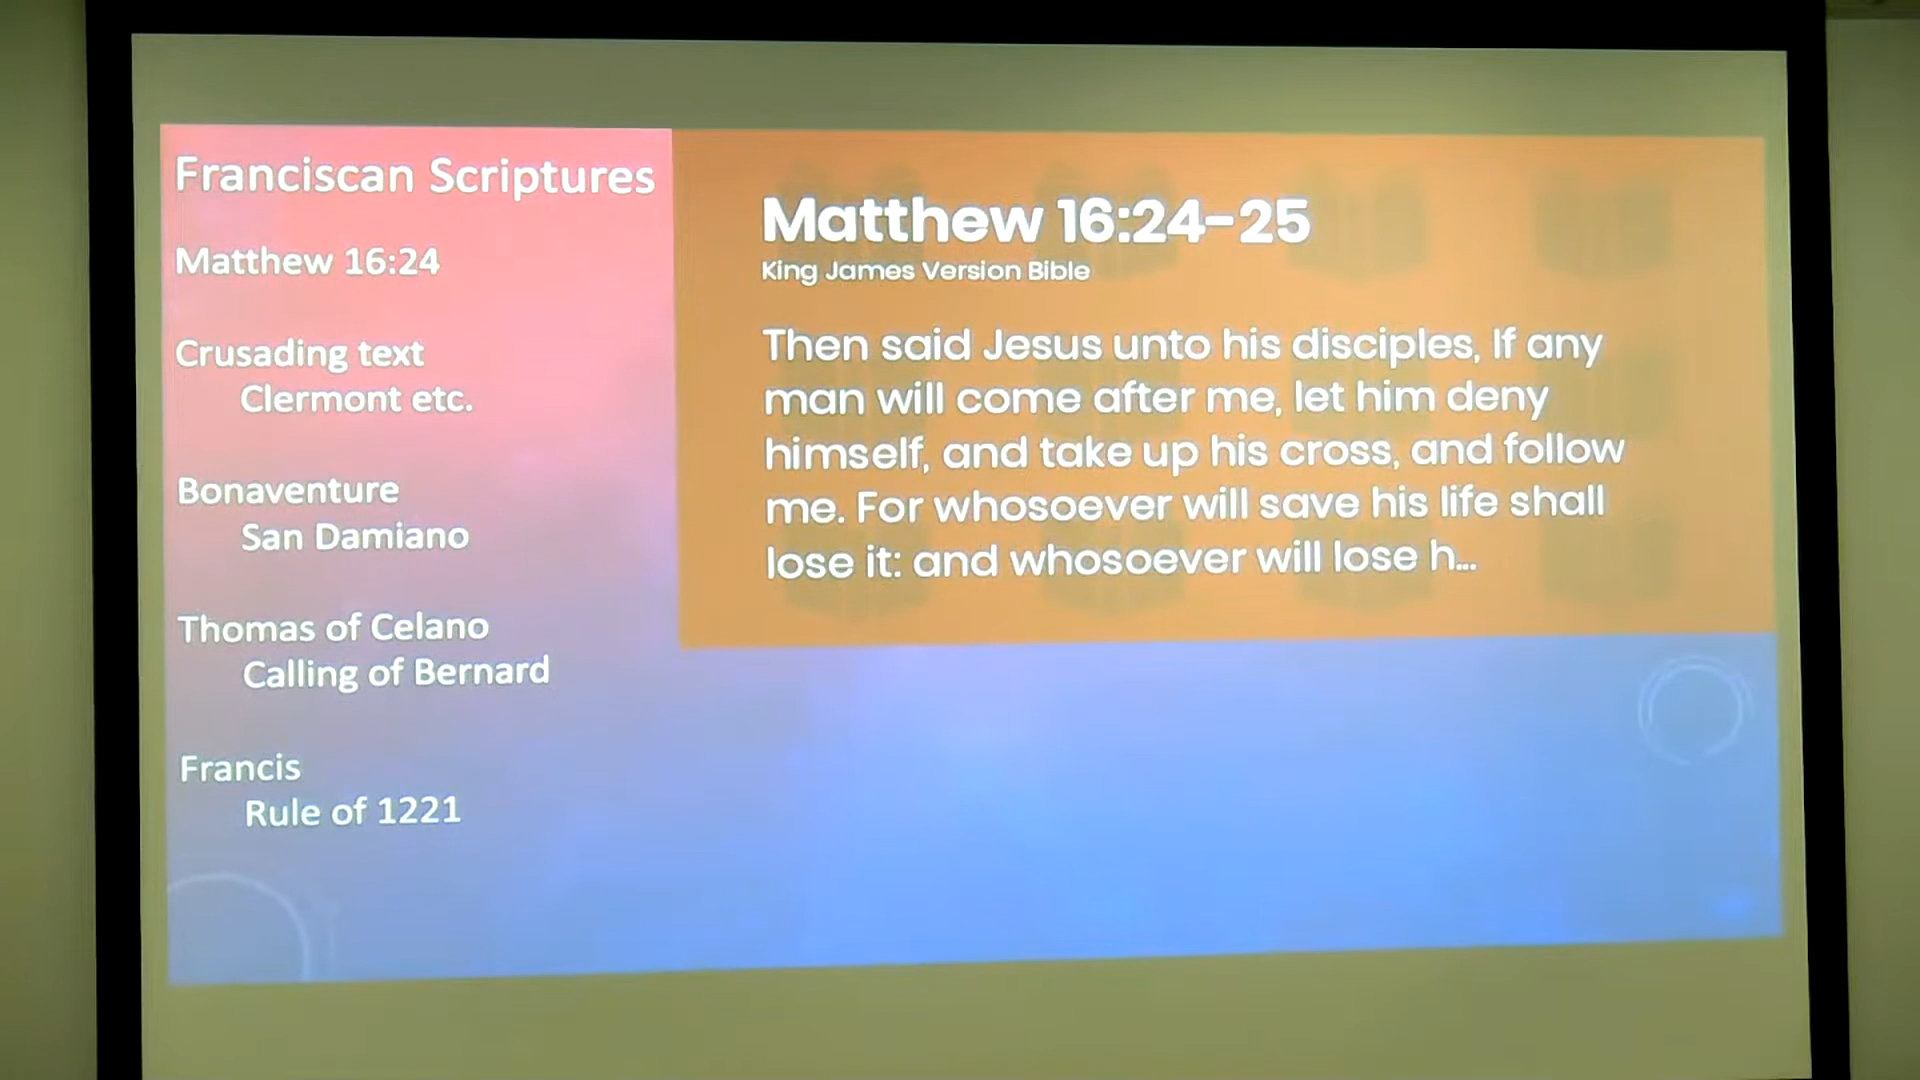 Franciscan Scriptures
Matthew 16:24
Crusading text
Clermont etc.
Bonaventure
San Damiano
Thomas of Celano
Calling of Bernard
Francis
Rule of 1221
Matthew 16:24-25
King James Version Bible
Then said Jesus unto his disciples, If any
man will come after me, let him deny
himself, and take up his cross, and follow
me. For whosoever will save his life shall
lose it: and whosoever will lose h...